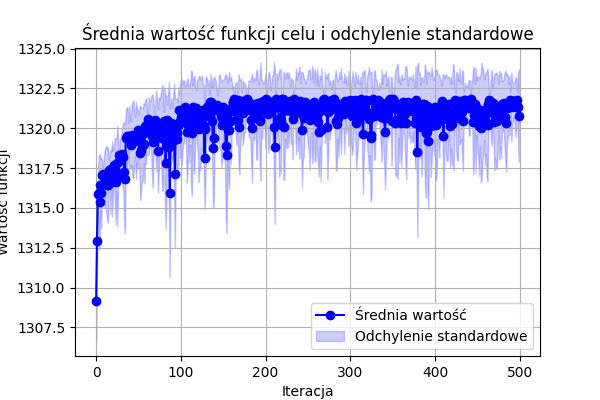 Średnia wartość funkcji celu i odchylenie standardowe
1325.0
1322.5
1320.0
1317.5
1315.0
1312.5
1310.0
1307.5
Wartość funkcji
0
100
200
300
400
500
Iteracja
Średnia wartość
Odchylenie standardowe